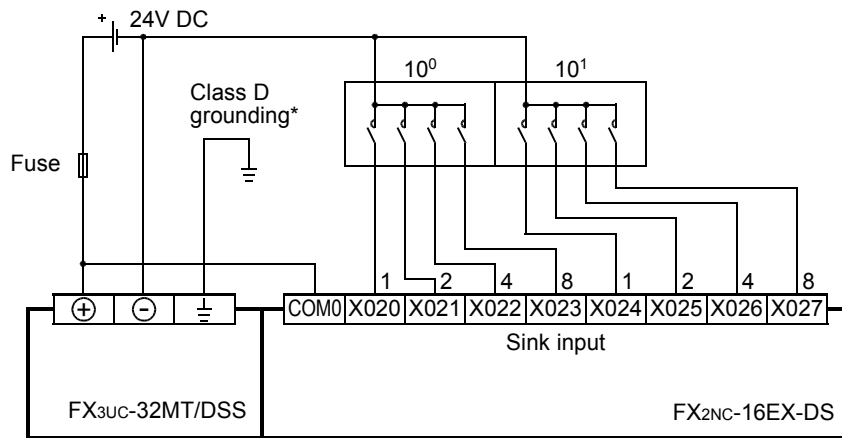 + 24V DC
10⁰ 10¹
Class D
grounding*
Fuse
1 2 4 8 1 2 4 8
+ - COM0 X020 X021 X022 X023 X024 X025 X026 X027
Sink input
FX3UC-32MT/DSS FX2NC-16EX-DS